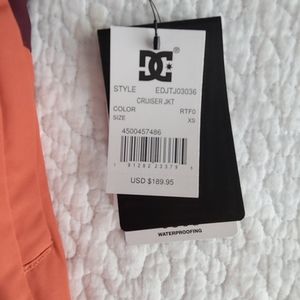 DC®
STYLE EDJTJ03036
CRUISER JKT
COLOR RTF0
SIZE XS
4500457486
USD $189.95
WATERPROOFING